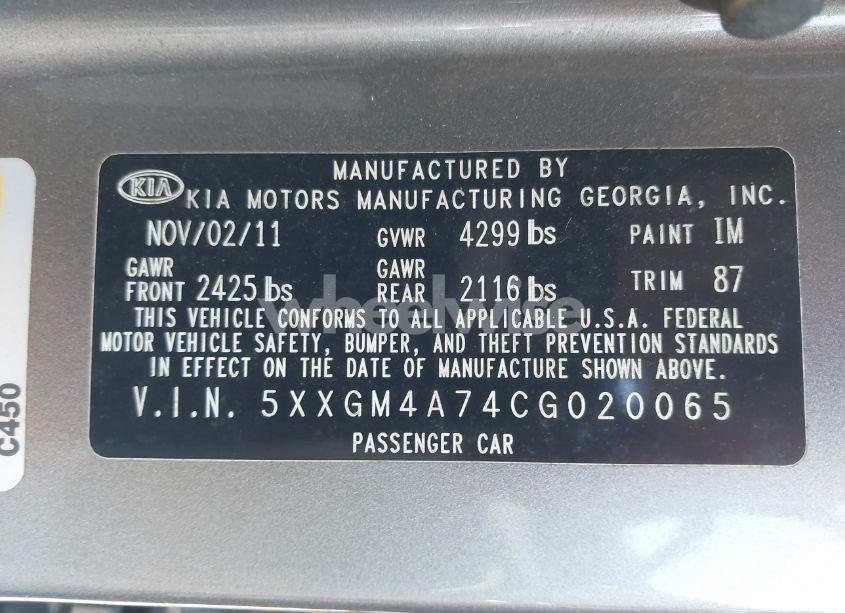 MANUFACTURED BY
KIA KIA MOTORS MANUFACTURING GEORGIA, INC.
NOV/02/11 GVWR 4299 lbs PAINT IM
GAWR FRONT 2425 lbs GAWR REAR 2116 lbs TRIM 87
THIS VEHICLE CONFORMS TO ALL APPLICABLE U.S.A. FEDERAL
MOTOR VEHICLE SAFETY, BUMPER, AND THEFT PREVENTION STANDARDS
IN EFFECT ON THE DATE OF MANUFACTURE SHOWN ABOVE.
V.I.N. 5XXGM4A74CG020065
PASSENGER CAR
C450